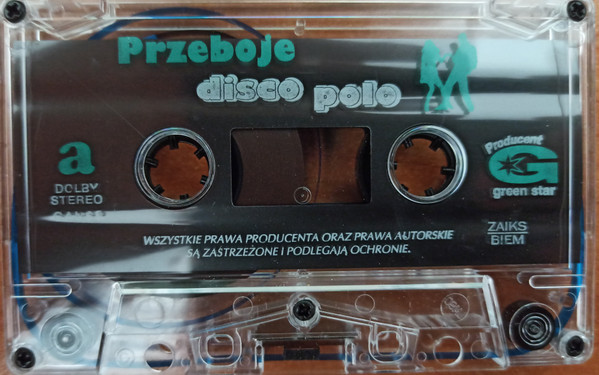 Przeboje
disco polo
a
DOLBY
STEREO
Producent
G
green star
ZAIKS
BIEM
WSZYSTKIE PRAWA PRODUCENTA ORAZ PRAWA AUTORSKIE
SĄ ZASTRZEŻONE I PODLEGAJĄ OCHRONIE.